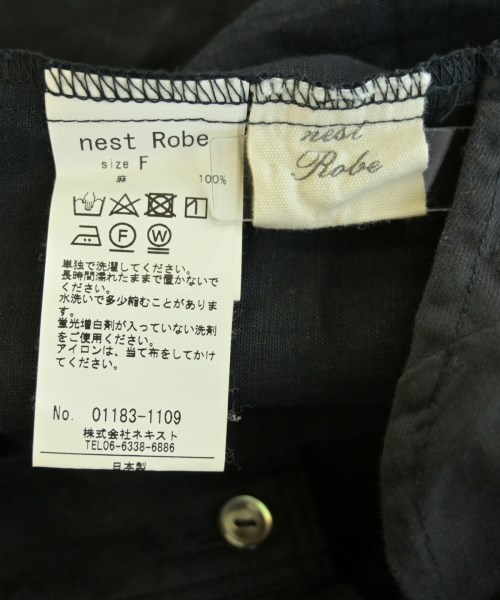 nest Robe
size F
麻 100%
F W
単独で洗濯してください。
長時間濡れたままで置かないで
ください。
水洗いで多少縮むことがありま
す。
蛍光増白剤が入っていない洗剤
をご使用ください。
アイロンは、当て布をしてかけ
てください。
No. 01183-1109
株式会社ネキスト
TEL06-6338-6886
日本製
nest
Robe